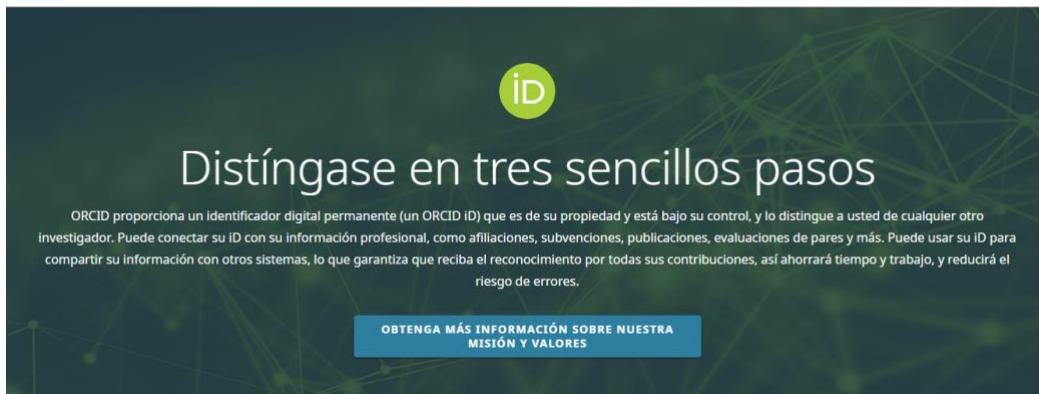 iD
Distíngase en tres sencillos pasos
ORCID proporciona un identificador digital permanente (un ORCID iD) que es de su propiedad y está bajo su control, y lo distingue a usted de cualquier otro
investigador. Puede conectar su iD con su información profesional, como afiliaciones, subvenciones, publicaciones, evaluaciones de pares y más. Puede usar su iD para
compartir su información con otros sistemas, lo que garantiza que reciba el reconocimiento por todas sus contribuciones, así ahorrará tiempo y trabajo, y reducirá el
riesgo de errores.
OBTENGA MÁS INFORMACIÓN SOBRE NUESTRA
MISIÓN Y VALORES